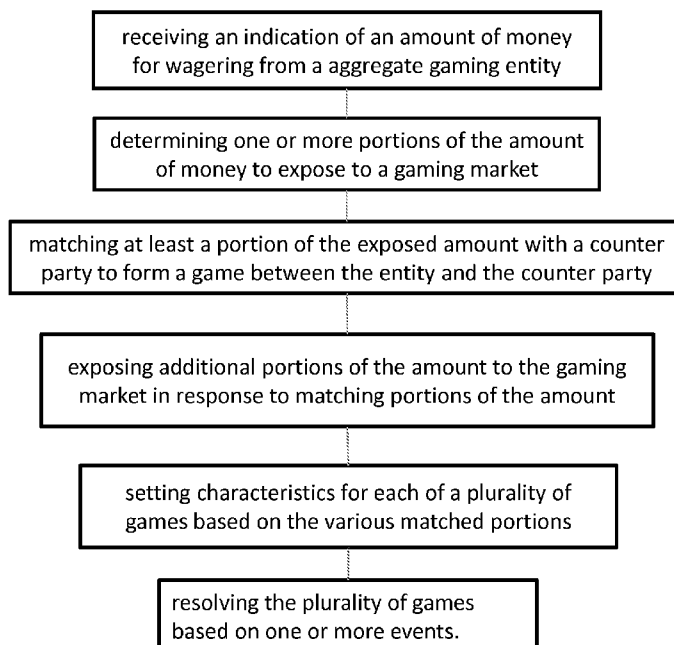 receiving an indication of an amount of money
for wagering from a aggregate gaming entity
determining one or more portions of the amount
of money to expose to a gaming market
matching at least a portion of the exposed amount with a counter
party to form a game between the entity and the counter party
exposing additional portions of the amount to the gaming
market in response to matching portions of the amount
setting characteristics for each of a plurality of
games based on the various matched portions
resolving the plurality of games
based on one or more events.